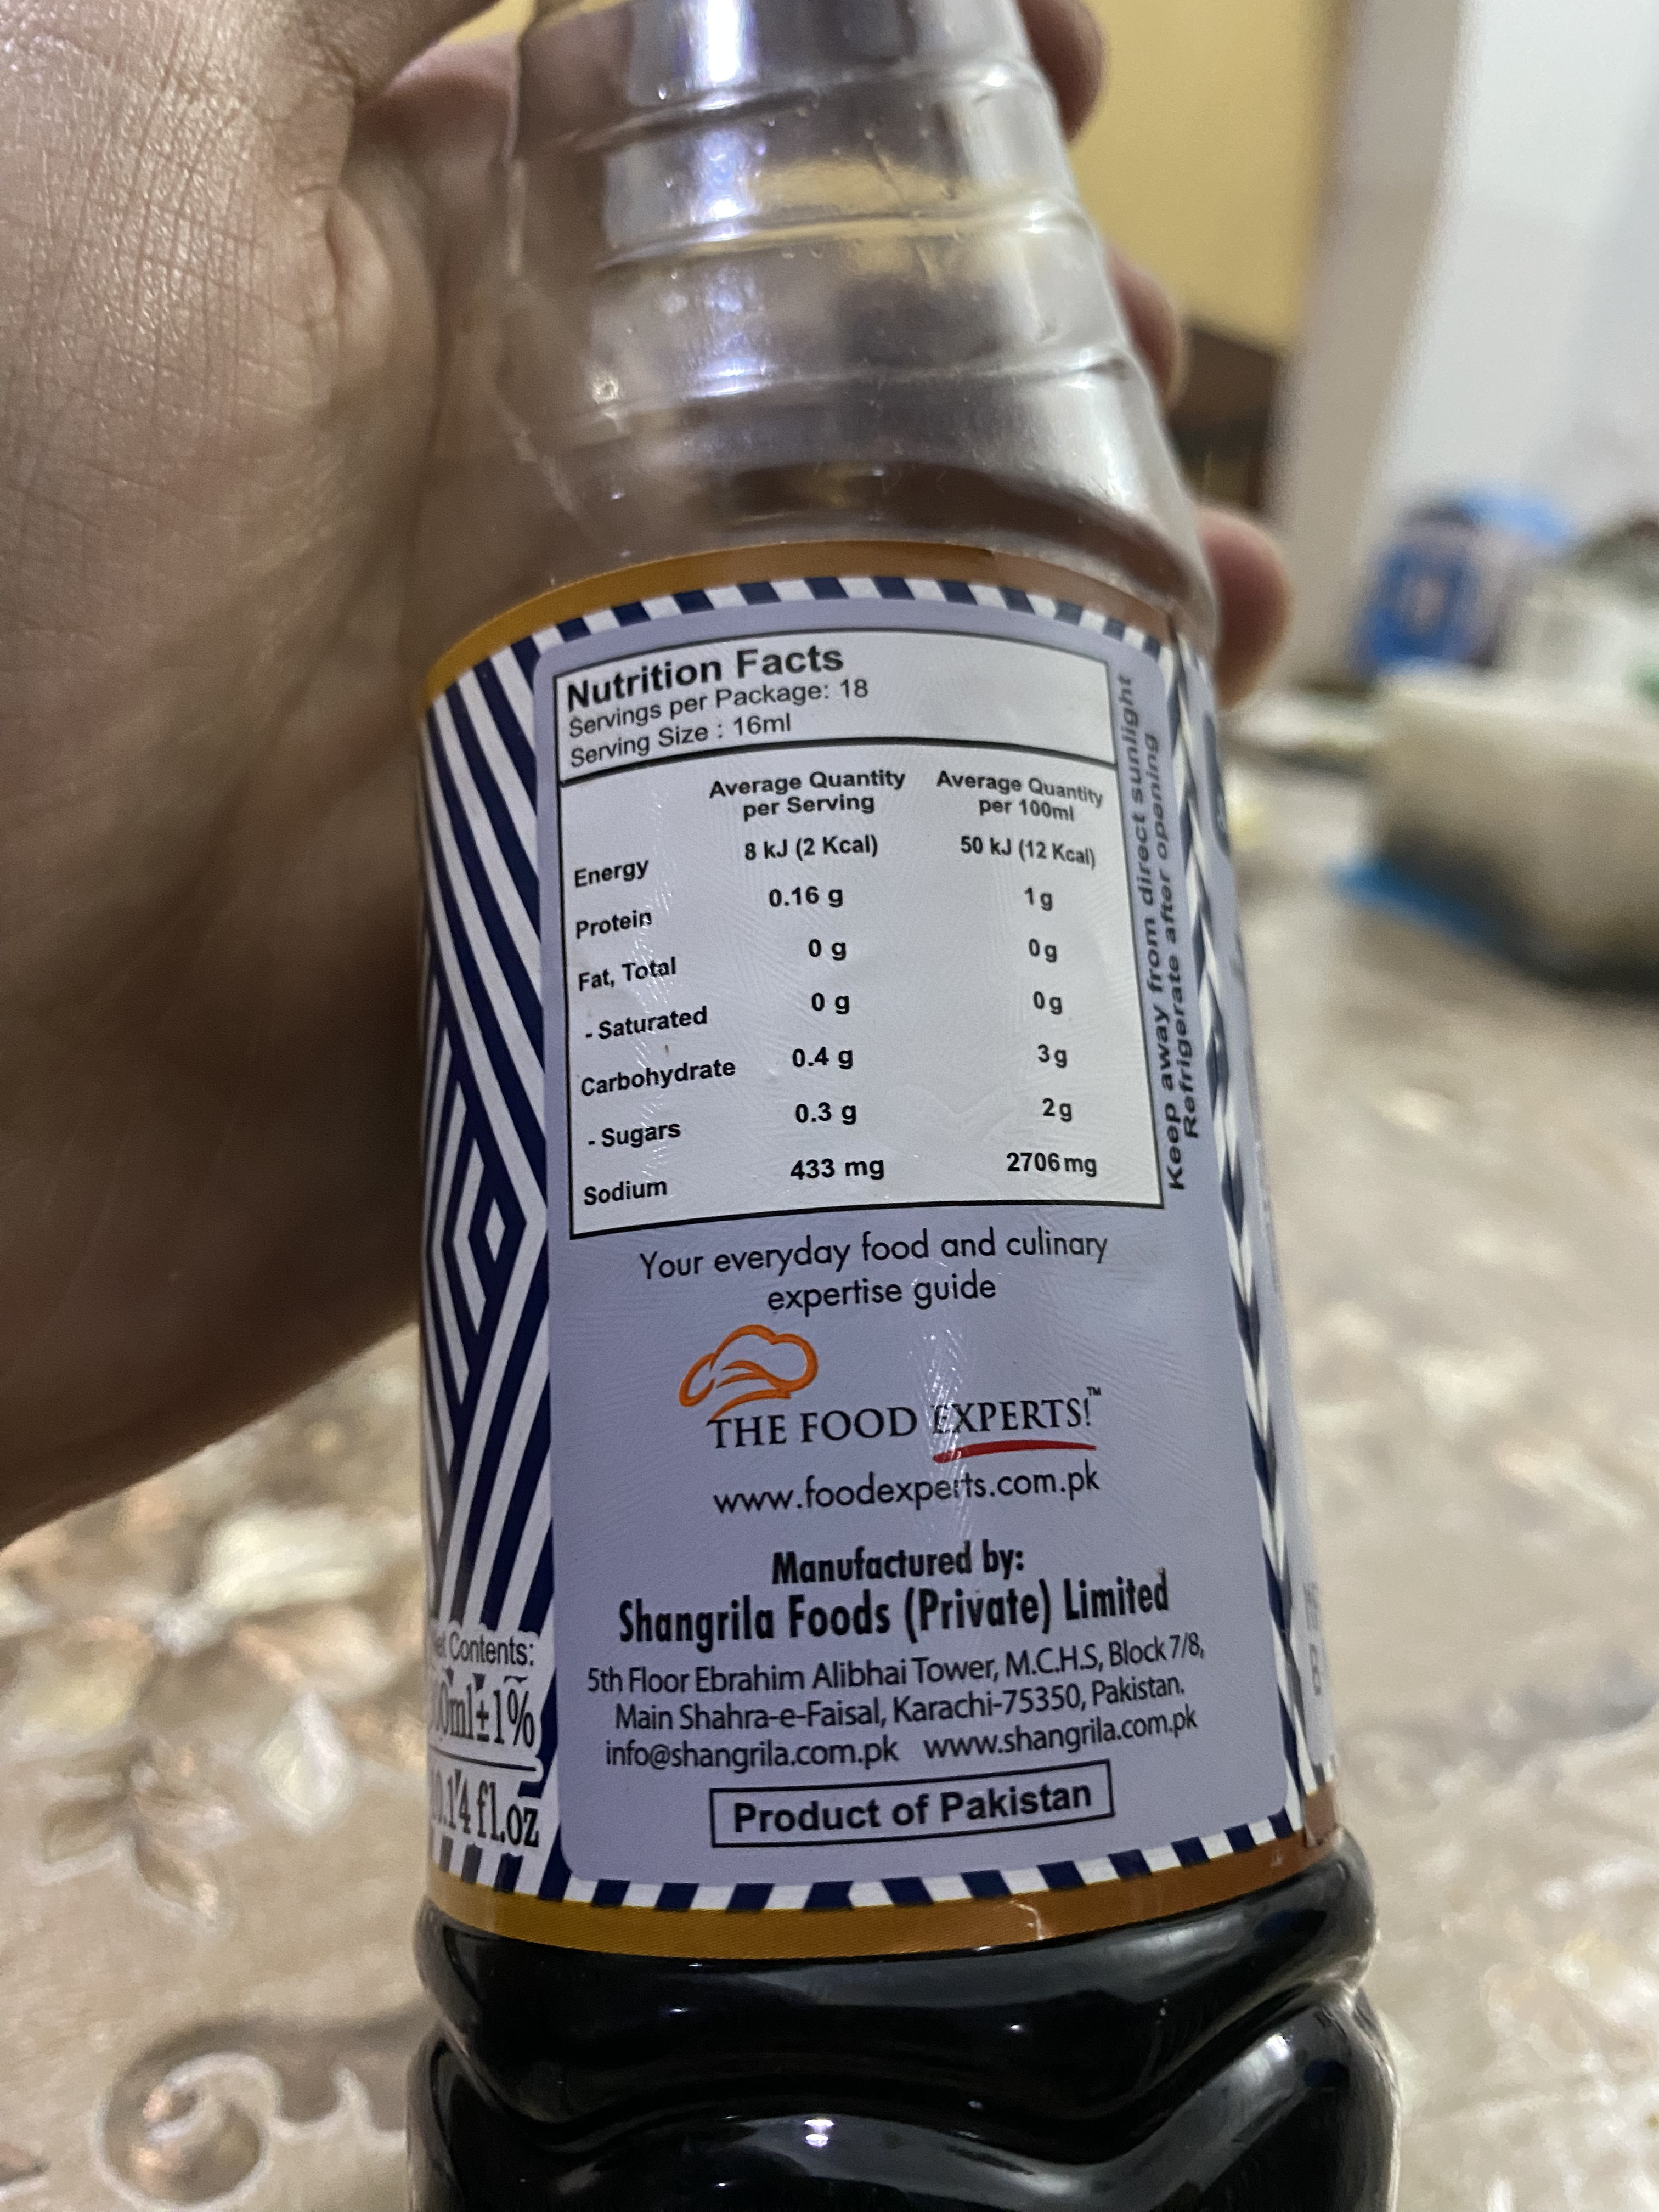 Nutrition Facts
Servings per Package: 18
Serving Size : 16ml
Average Quantity per Serving Average Quantity per 100ml
Energy 8 kJ (2 Kcal) 50 kJ (12 Kcal)
Protein 0.16 g 1g
Fat, Total 0 g 0g
- Saturated 0 g 0g
Carbohydrate 0.4 g 3g
- Sugars 0.3 g 2g
Sodium 433 mg 2706mg
Keep away from direct sunlight
Refrigerate after opening
Your everyday food and culinary
expertise guide
THE FOOD EXPERTS!™
www.foodexperts.com.pk
Manufactured by:
Shangrila Foods (Private) Limited
5th Floor Ebrahim Alibhai Tower, M.C.H.S, Block 7/8,
Main Shahra-e-Faisal, Karachi-75350, Pakistan.
info@shangrila.com.pk www.shangrila.com.pk
Product of Pakistan
Contents:
0ml±1%
.14 fl.oz